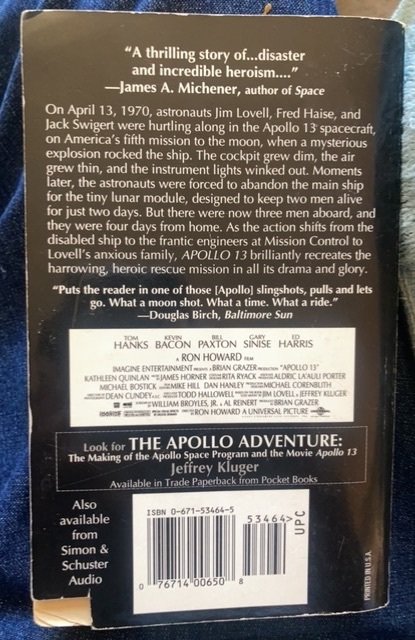 "A thrilling story of...disaster
and incredible heroism...."
—James A. Michener, author of Space
On April 13, 1970, astronauts Jim Lovell, Fred Haise, and
Jack Swigert were hurtling along in the Apollo 13 spacecraft,
on America's fifth mission to the moon, when a mysterious
explosion rocked the ship. The cockpit grew dim, the air
grew thin, and the instrument lights winked out. Moments
later, the astronauts were forced to abandon the main ship
for the tiny lunar module, designed to keep two men alive
for just two days. But there were now three men aboard, and
they were four days from home. As the action shifts from the
disabled ship to the frantic engineers at Mission Control to
Lovell's anxious family, APOLLO 13 brilliantly recreates the
harrowing, heroic rescue mission in all its drama and glory.
"Puts the reader in one of those [Apollo] slingshots, pulls and lets
go. What a moon shot. What a time. What a ride."
—Douglas Birch, Baltimore Sun
TOM KEVIN BILL GARY ED
HANKS BACON PAXTON SINISE HARRIS
A RON HOWARD FILM
IMAGINE ENTERTAINMENT PRESENTS A BRIAN GRAZER PRODUCTION "APOLLO 13"
KATHLEEN QUINLAN JAMES HORNER RITA RYACK ALDRIC LA'AULI PORTER
MICHAEL BOSTICK MIKE HILL DAN HANLEY MICHAEL CORENBLITH
DEAN CUNDEY TODD HALLOWELL JIM LOVELL & JEFFREY KLUGER
WILLIAM BROYLES, JR. & AL REINERT BRIAN GRAZER
RON HOWARD A UNIVERSAL PICTURE
Look for THE APOLLO ADVENTURE:
The Making of the Apollo Space Program and the Movie Apollo 13
Jeffrey Kluger
Available in Trade Paperback from Pocket Books
Also
available
from
Simon &
Schuster
Audio
ISBN 0-671-53464-5
53464>
UPC
0 76714 00650 8
PRINTED IN U.S.A.